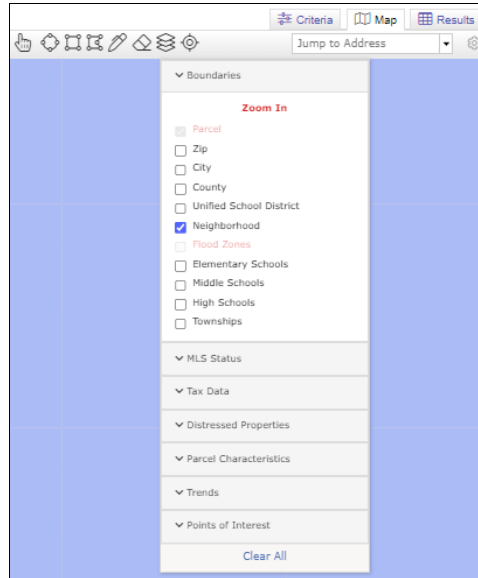 Criteria Map Results
Jump to Address
Boundaries
Zoom In
Parcel
Zip
City
County
Unified School District
Neighborhood
Flood Zones
Elementary Schools
Middle Schools
High Schools
Townships
MLS Status
Tax Data
Distressed Properties
Parcel Characteristics
Trends
Points of Interest
Clear All